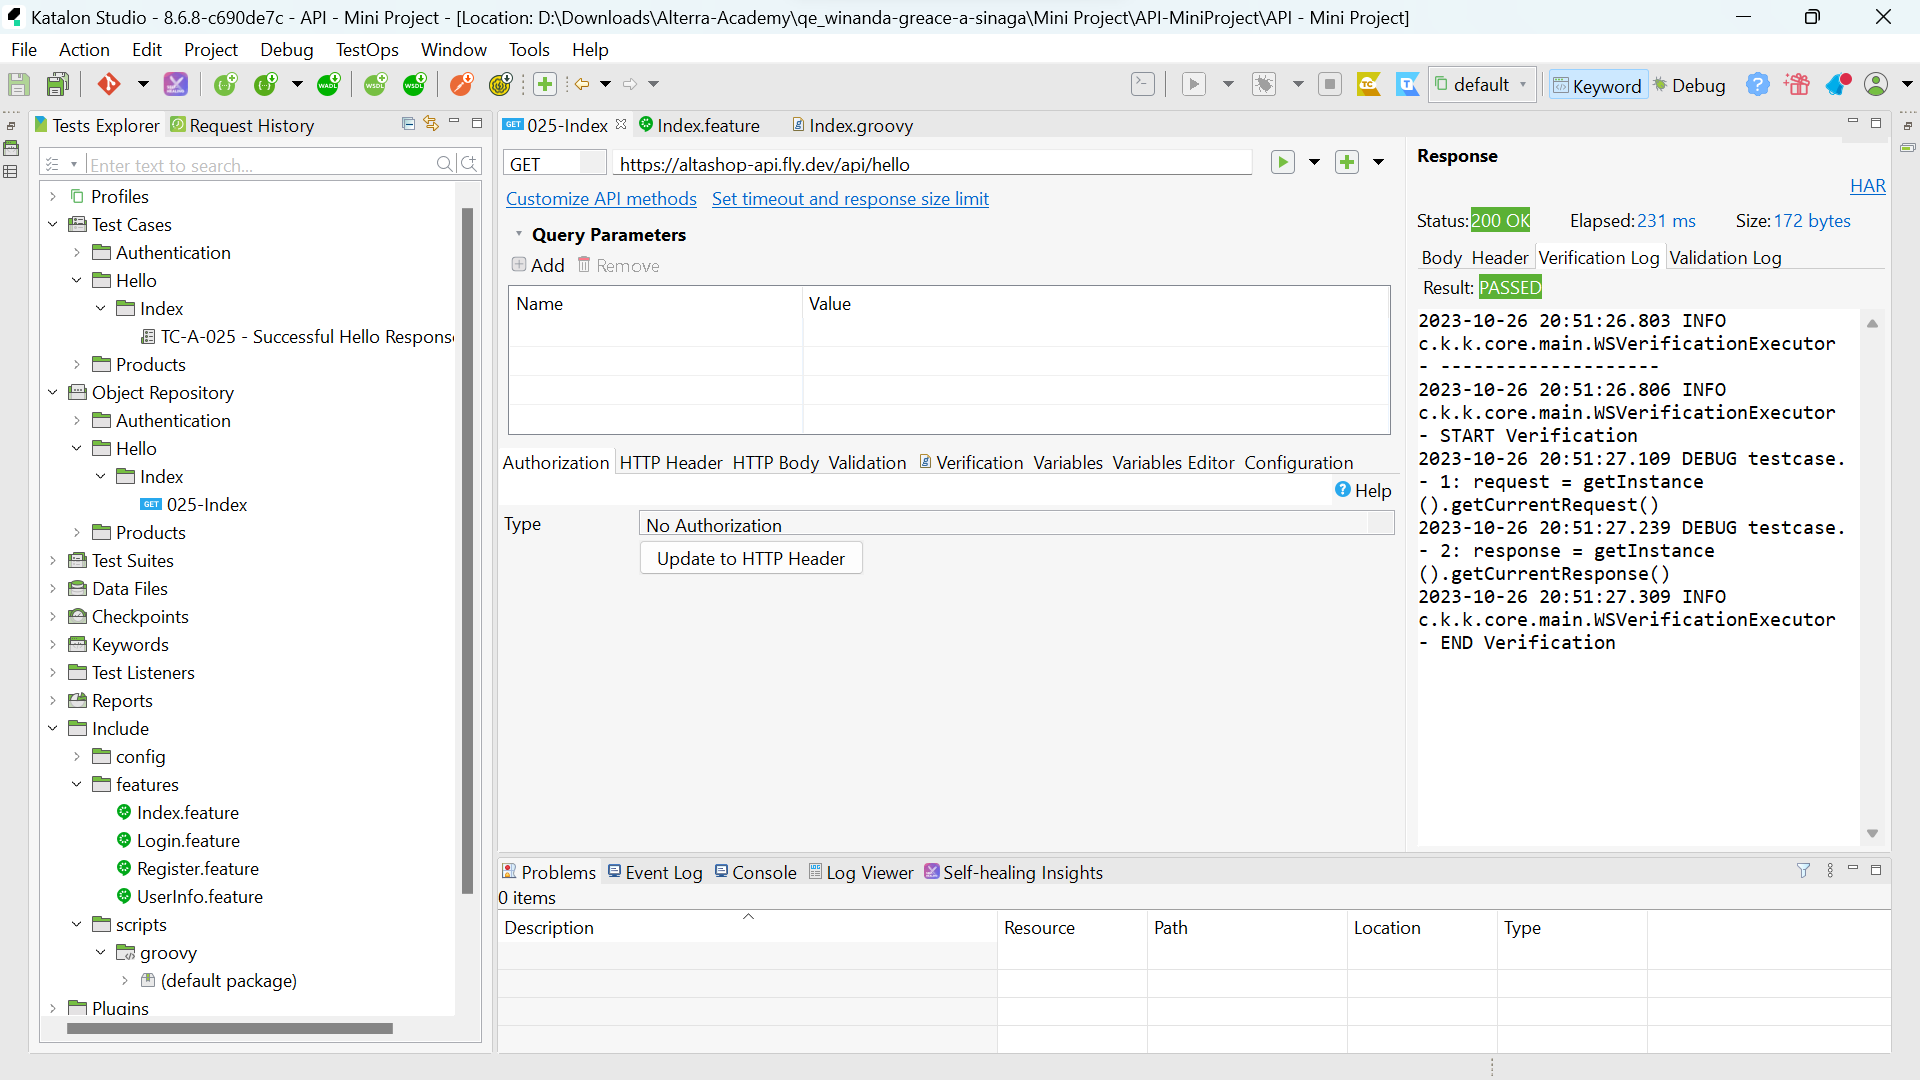 Katalon Studio - 8.6.8-c690de7c - API - Mini Project - [Location: D:\Downloads\Alterra-Academy\qe_winanda-greace-a-sinaga\Mini Project\API-MiniProject\API - Mini Project]
File Action Edit Project Debug TestOps Window Tools Help
default Keyword Debug
Tests Explorer Request History
Enter text to search...
Profiles
Test Cases
Authentication
Hello
Index
TC-A-025 - Successful Hello Respons
Products
Object Repository
Authentication
Hello
Index
GET 025-Index
Products
Test Suites
Data Files
Checkpoints
Keywords
Test Listeners
Reports
Include
config
features
Index.feature
Login.feature
Register.feature
UserInfo.feature
scripts
groovy
(default package)
Plugins
GET 025-Index Index.feature Index.groovy
GET https://altashop-api.fly.dev/api/hello
Customize API methods Set timeout and response size limit
Query Parameters
Add Remove
Name Value
Authorization HTTP Header HTTP Body Validation Verification Variables Variables Editor Configuration
Help
Type No Authorization
Update to HTTP Header
Response
HAR
Status: 200 OK Elapsed: 231 ms Size: 172 bytes
Body Header Verification Log Validation Log
Result: PASSED
2023-10-26 20:51:26.803 INFO
c.k.k.core.main.WSVerificationExecutor
- --------------------
2023-10-26 20:51:26.806 INFO
c.k.k.core.main.WSVerificationExecutor
- START Verification
2023-10-26 20:51:27.109 DEBUG testcase.
- 1: request = getInstance
().getCurrentRequest()
2023-10-26 20:51:27.239 DEBUG testcase.
- 2: response = getInstance
().getCurrentResponse()
2023-10-26 20:51:27.309 INFO
c.k.k.core.main.WSVerificationExecutor
- END Verification
Problems Event Log Console Log Viewer Self-healing Insights
0 items
Description Resource Path Location Type